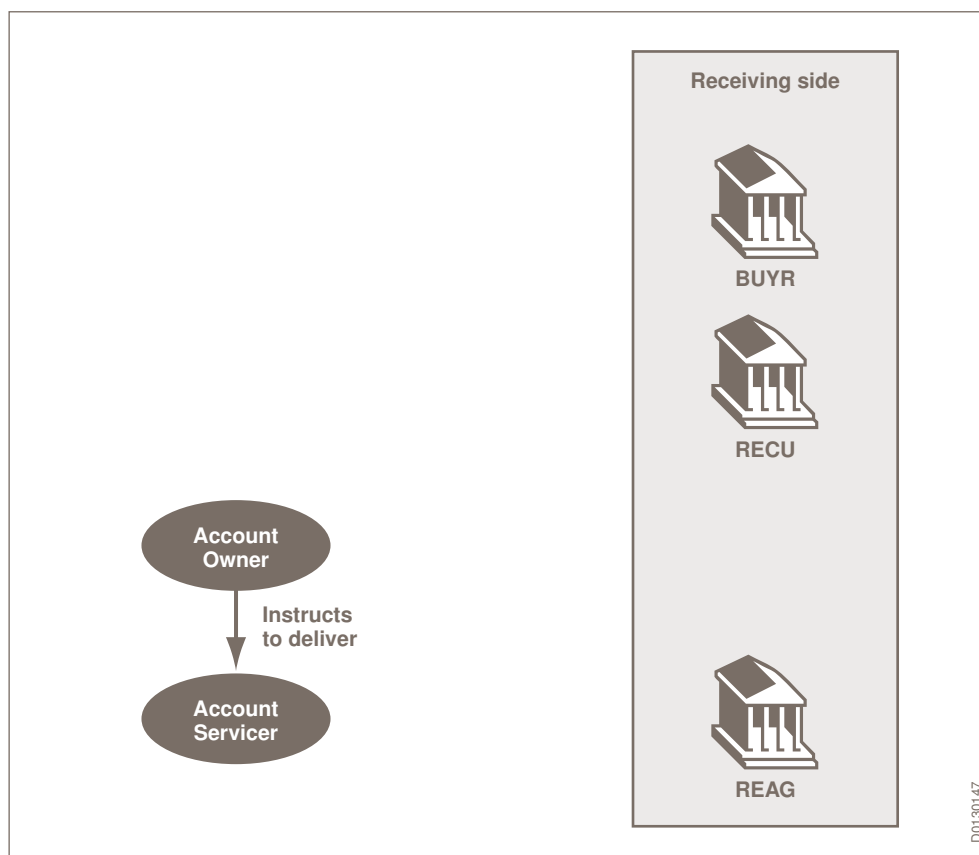 Receiving side
BUYR
RECU
Account
Owner
Instructs
to deliver
Account
Servicer
REAG
D0130147